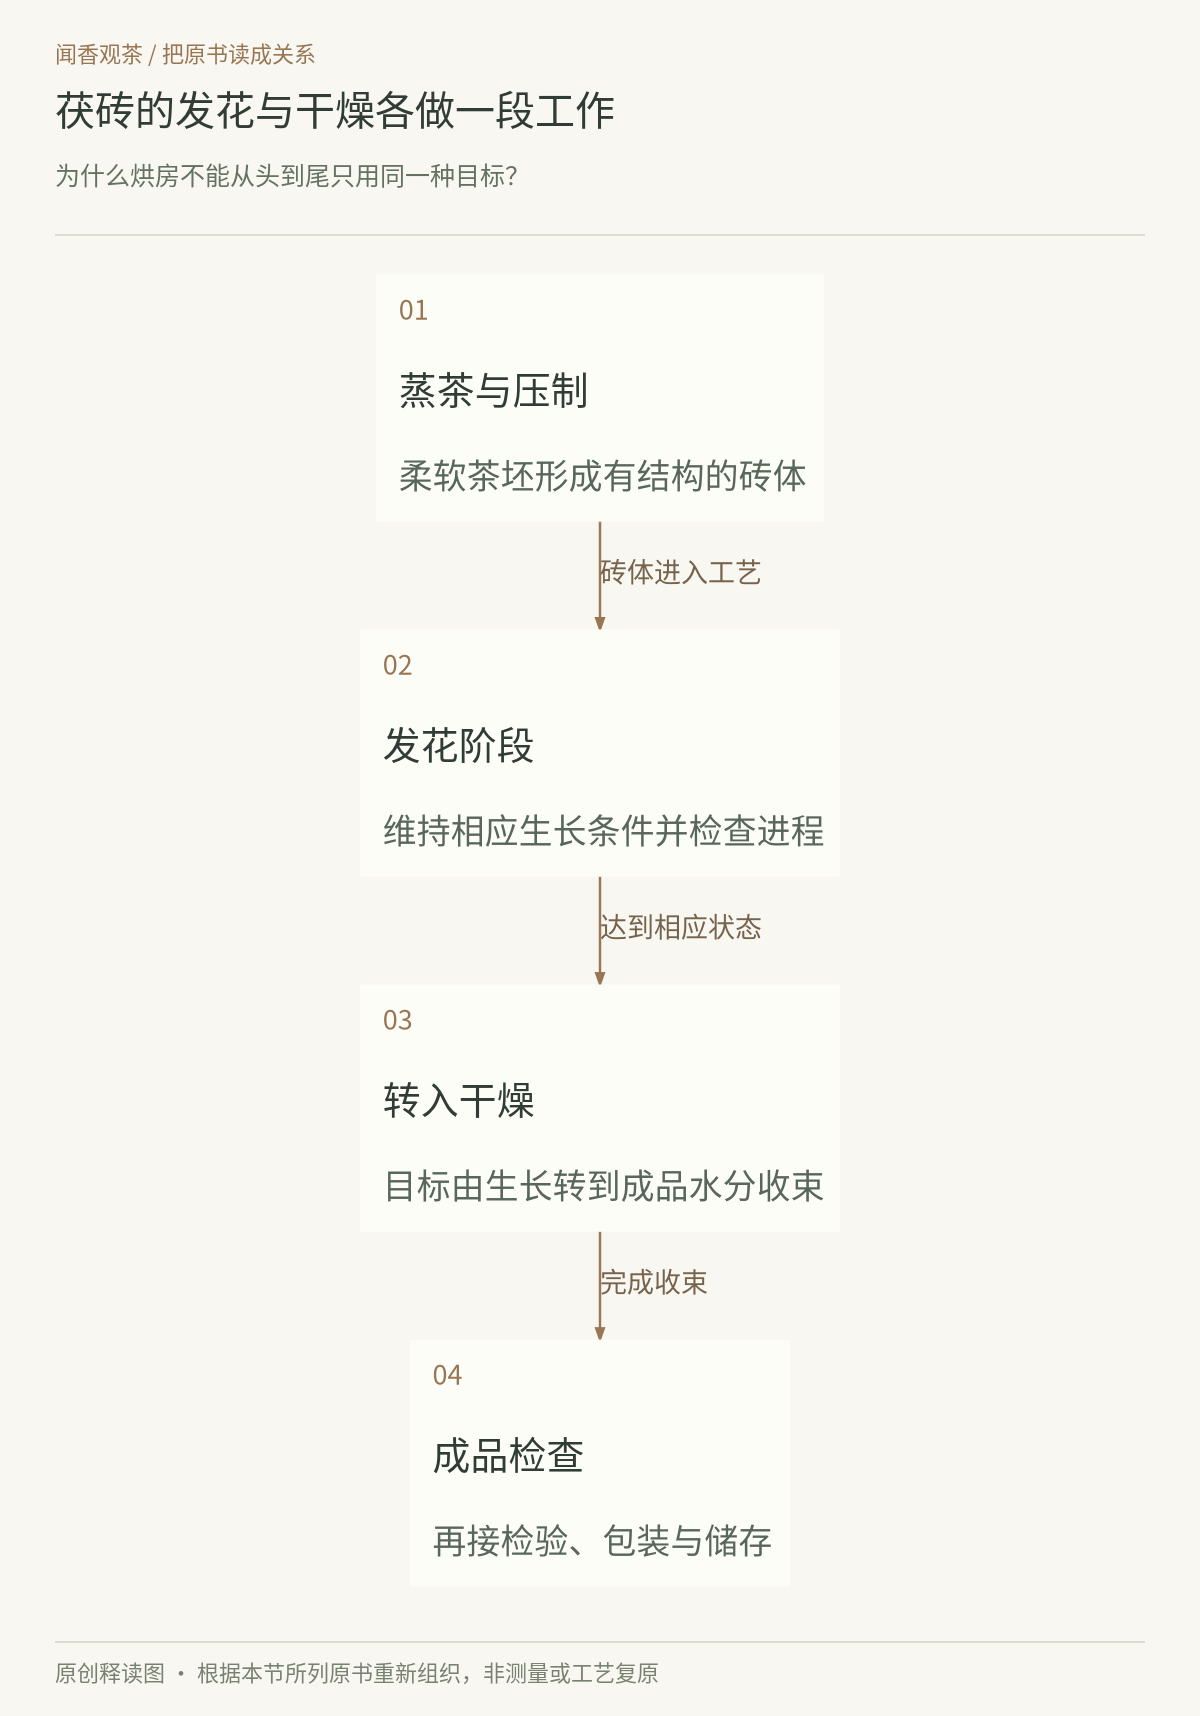 闻香观茶 / 把原书读成关系
茯砖的发花与干燥各做一段工作
为什么烘房不能从头到尾只用同一种目标？
01
蒸茶与压制
柔软茶坯形成有结构的砖体
砖体进入工艺
02
发花阶段
维持相应生长条件并检查进程
达到相应状态
03
转入干燥
目标由生长转到成品水分收束
完成收束
04
成品检查
再接检验、包装与储存
原创释读图 · 根据本节所列原书重新组织，非测量或工艺复原